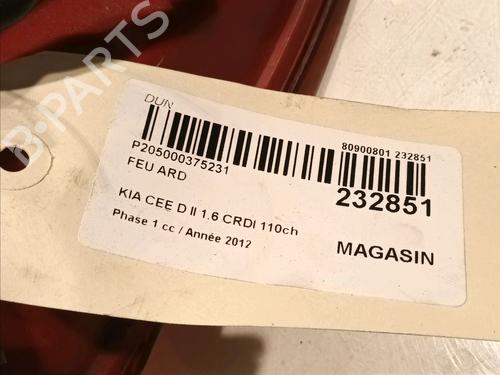 DUN
P205000375231
FEU ARD
80900801 232851
232851
KIA CEE D II 1.6 CRDI 110ch
Phase 1 cc / Année 2012
MAGASIN
B-PARTS